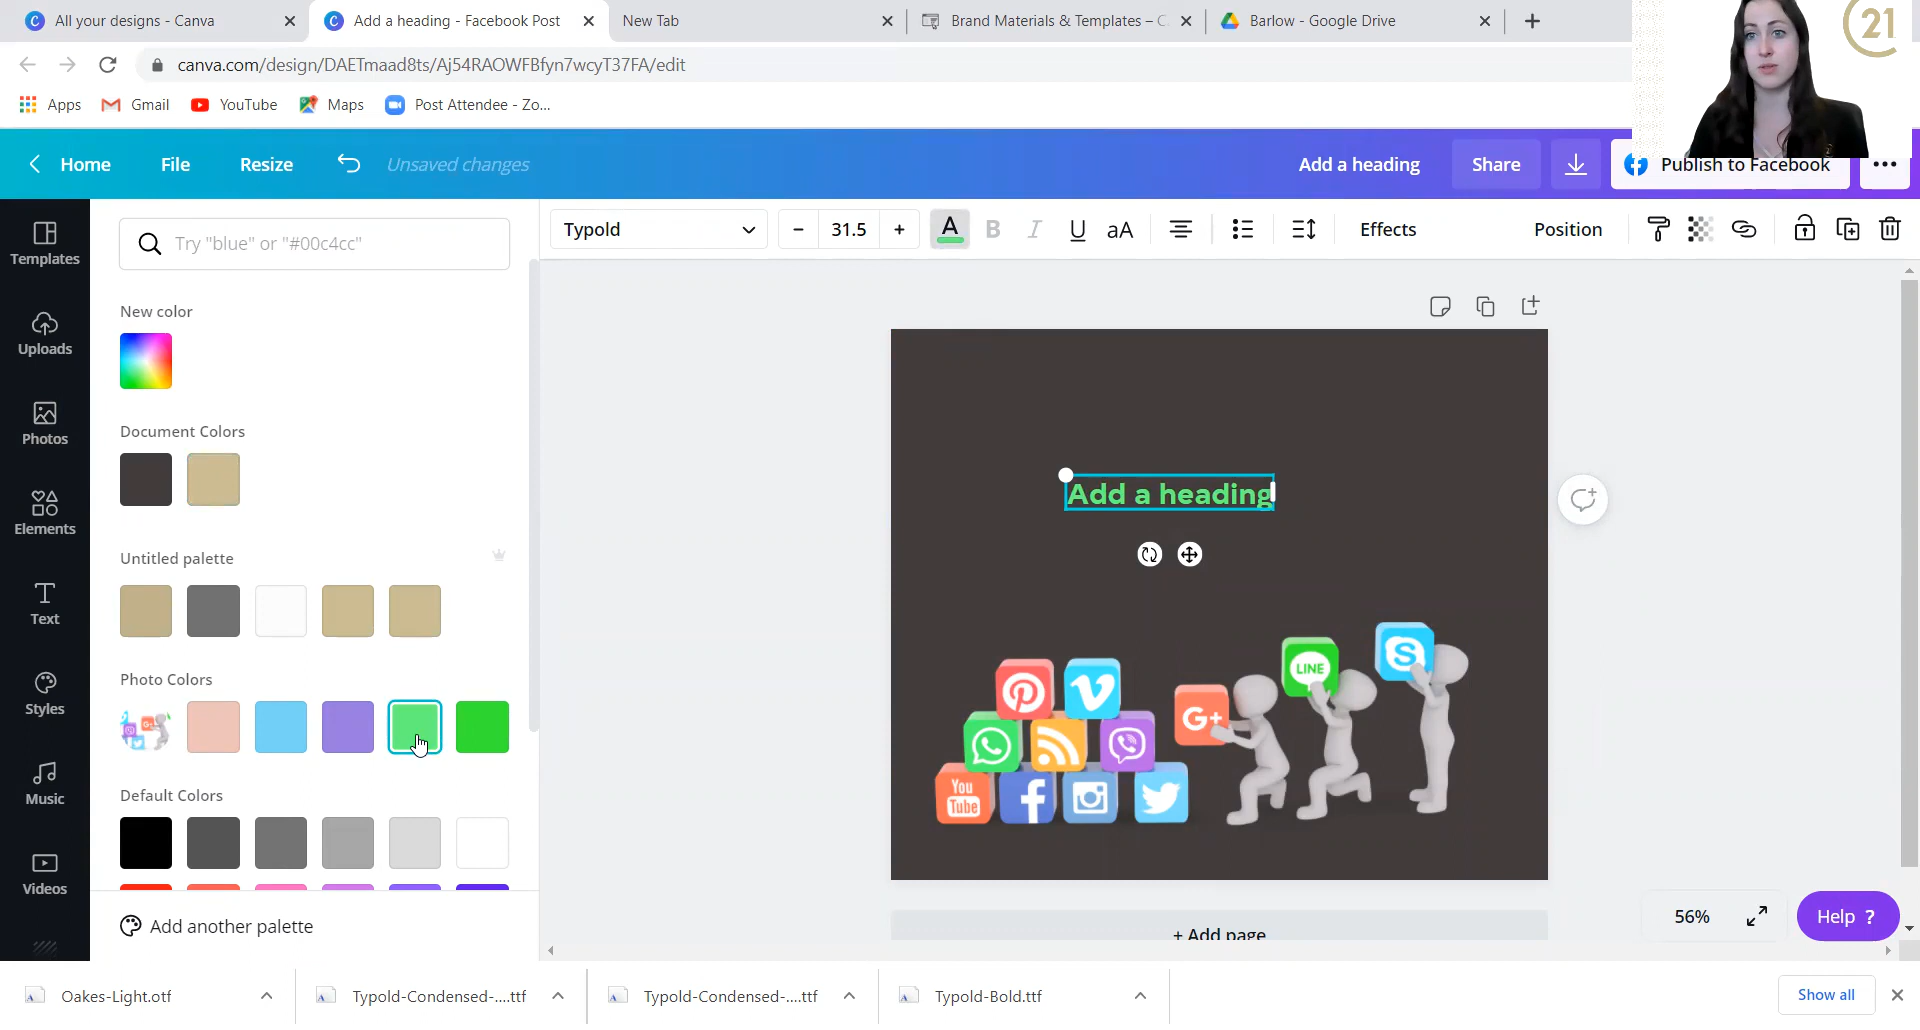 All your designs - Canva
Add a heading - Facebook Post
New Tab
Brand Materials & Templates – C
Barlow - Google Drive
21
canva.com/design/DAETmaad8ts/Aj54RAOWFBfyn7wcyT37FA/edit
Apps
Gmail
YouTube
Maps
Post Attendee - Zo...
Home
File
Resize
Unsaved changes
Add a heading
Share
Publish to Facebook
Templates
Uploads
Photos
Elements
Text
Styles
Music
Videos
Try "blue" or "#00c4cc"
New color
Document Colors
Untitled palette
Photo Colors
Default Colors
Add another palette
Typold
31.5
A
B
I
U
aA
Effects
Position
Add a heading
LINE
S
G+
You
Tube
+ Add page
56%
Help ?
Oakes-Light.otf
Typold-Condensed-....ttf
Typold-Condensed-....ttf
Typold-Bold.ttf
Show all